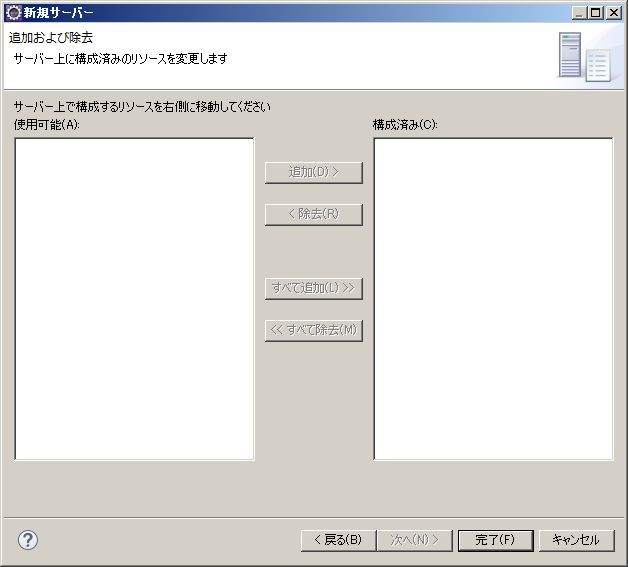 新規サーバー
追加および除去
サーバー上に構成済みのリソースを変更します
サーバー上で構成するリソースを右側に移動してください
使用可能(A):
構成済み(C):
追加(D) >
< 除去(R)
すべて追加(L) >>
<< すべて除去(M)
?
< 戻る(B)
次へ(N) >
完了(F)
キャンセル